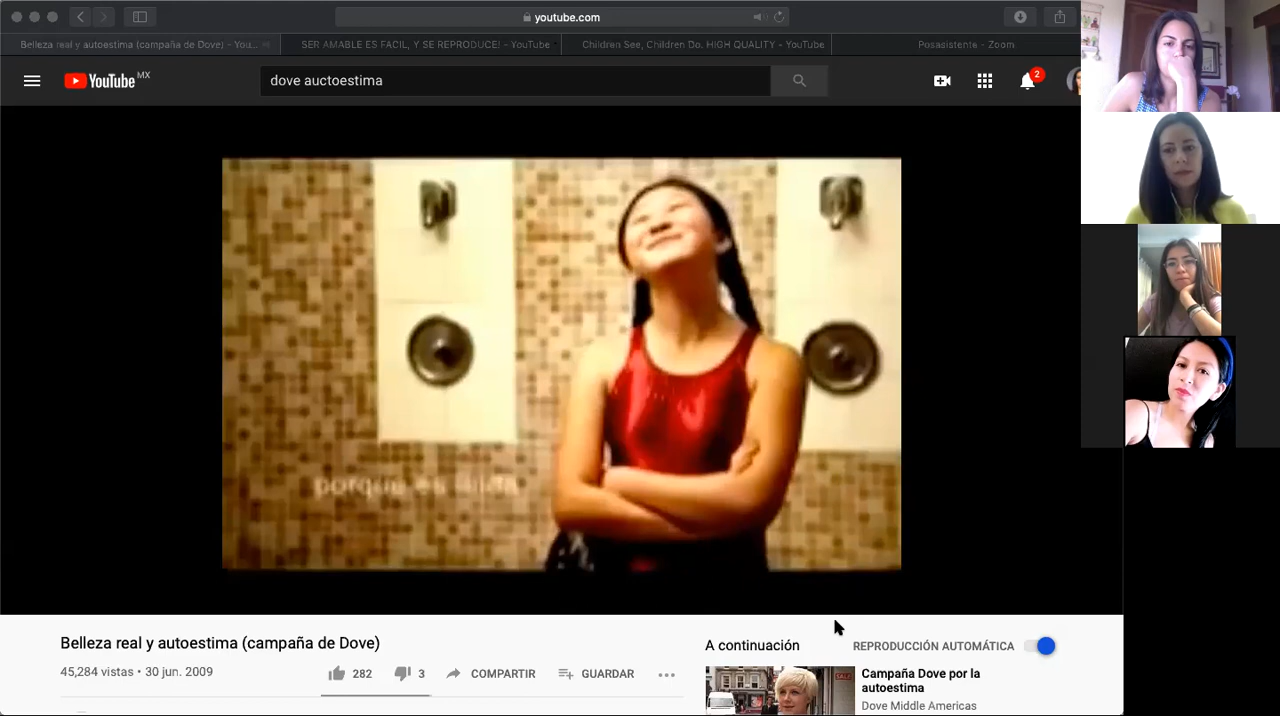 youtube.com
Belleza real y autoestima (campaña de Dove) - You...
SER AMABLE ES FACIL, Y SE REPRODUCE! - YouTube
Children See, Children Do. HIGH QUALITY - YouTube
Posasistente - Zoom
YouTube MX
dove auctoestima
2
porque es
Belleza real y autoestima (campaña de Dove)
45,284 vistas • 30 jun. 2009
282
3
COMPARTIR
GUARDAR
A continuación
REPRODUCCIÓN AUTOMÁTICA
SALE
Campaña Dove por la
autoestima
Dove Middle Americas